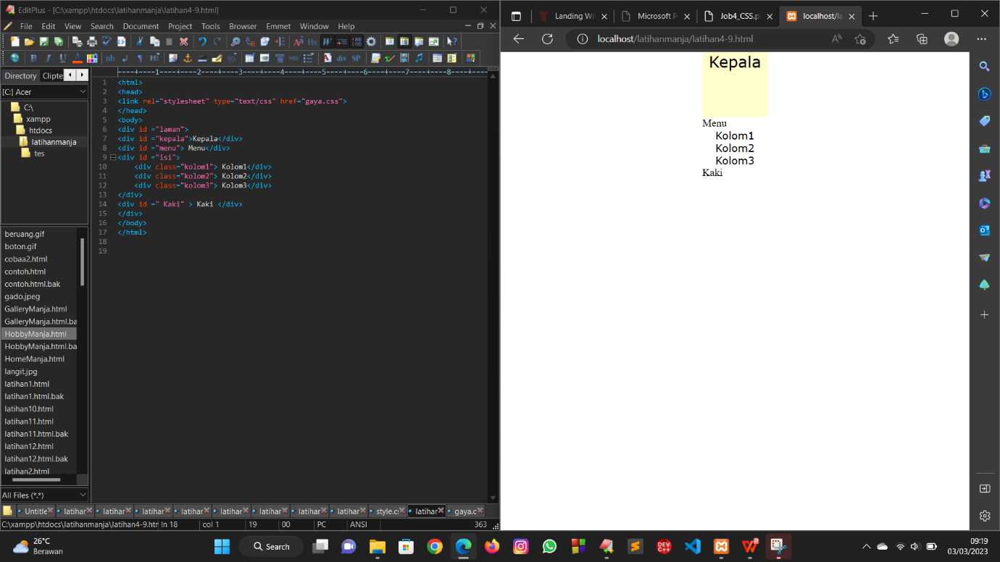 EditPlus - [C:\xampp\htdocs\latihanmanja\latihan4-9.html]
File Edit View Search Document Project Tools Browser Emmet Window Help
Directory Clipte
[C:] Acer
C:\
xampp
htdocs
latihanmanja
tes
beruang.gif
boton.gif
cobaa2.html
contoh.html
contoh.html.bak
gado.jpeg
GalleryManja.html
GalleryManja.html.ba
HobbyManja.html
HobbyManja.html.ba
HomeManja.html
langit.jpg
latihan1.html
latihan1.html.bak
latihan10.html
latihan11.html
latihan11.html.bak
latihan12.html
latihan12.html.bak
latihan2.html
All Files (*.*)
----+----1----+----2----+----3----+----4----+----5----+----6----+----7----+----8----+----
1 <html>
2 <head>
3 <link rel="stylesheet" type="text/css" href="gaya.css">
4 </head>
5 <body>
6 <div id ="laman">
7 <div id ="kepala">Kepala</div>
8 <div id ="menu"> Menu</div>
9 <div id ="isi">
10 <div class="kolom1"> Kolom1</div>
11 <div class="kolom2"> Kolom2</div>
12 <div class="kolom3"> Kolom3</div>
13 </div>
14 <div id =" Kaki" > Kaki </div>
15 </div>
16 </body>
17 </html>
18
19
Untitle latihar latihar latihar latihar latihar latihar latihar latihar style.c latihar gaya.c
C:\xampp\htdocs\latihanmanja\latihan4-9.htr ln 18 col 1 19 00 PC ANSI 363
Landing Wi Microsoft P Job4_CSS.p localhost/la
localhost/latihanmanja/latihan4-9.html
Kepala
Menu
Kolom1
Kolom2
Kolom3
Kaki
26°C
Berawan
Search
09:19
03/03/2023